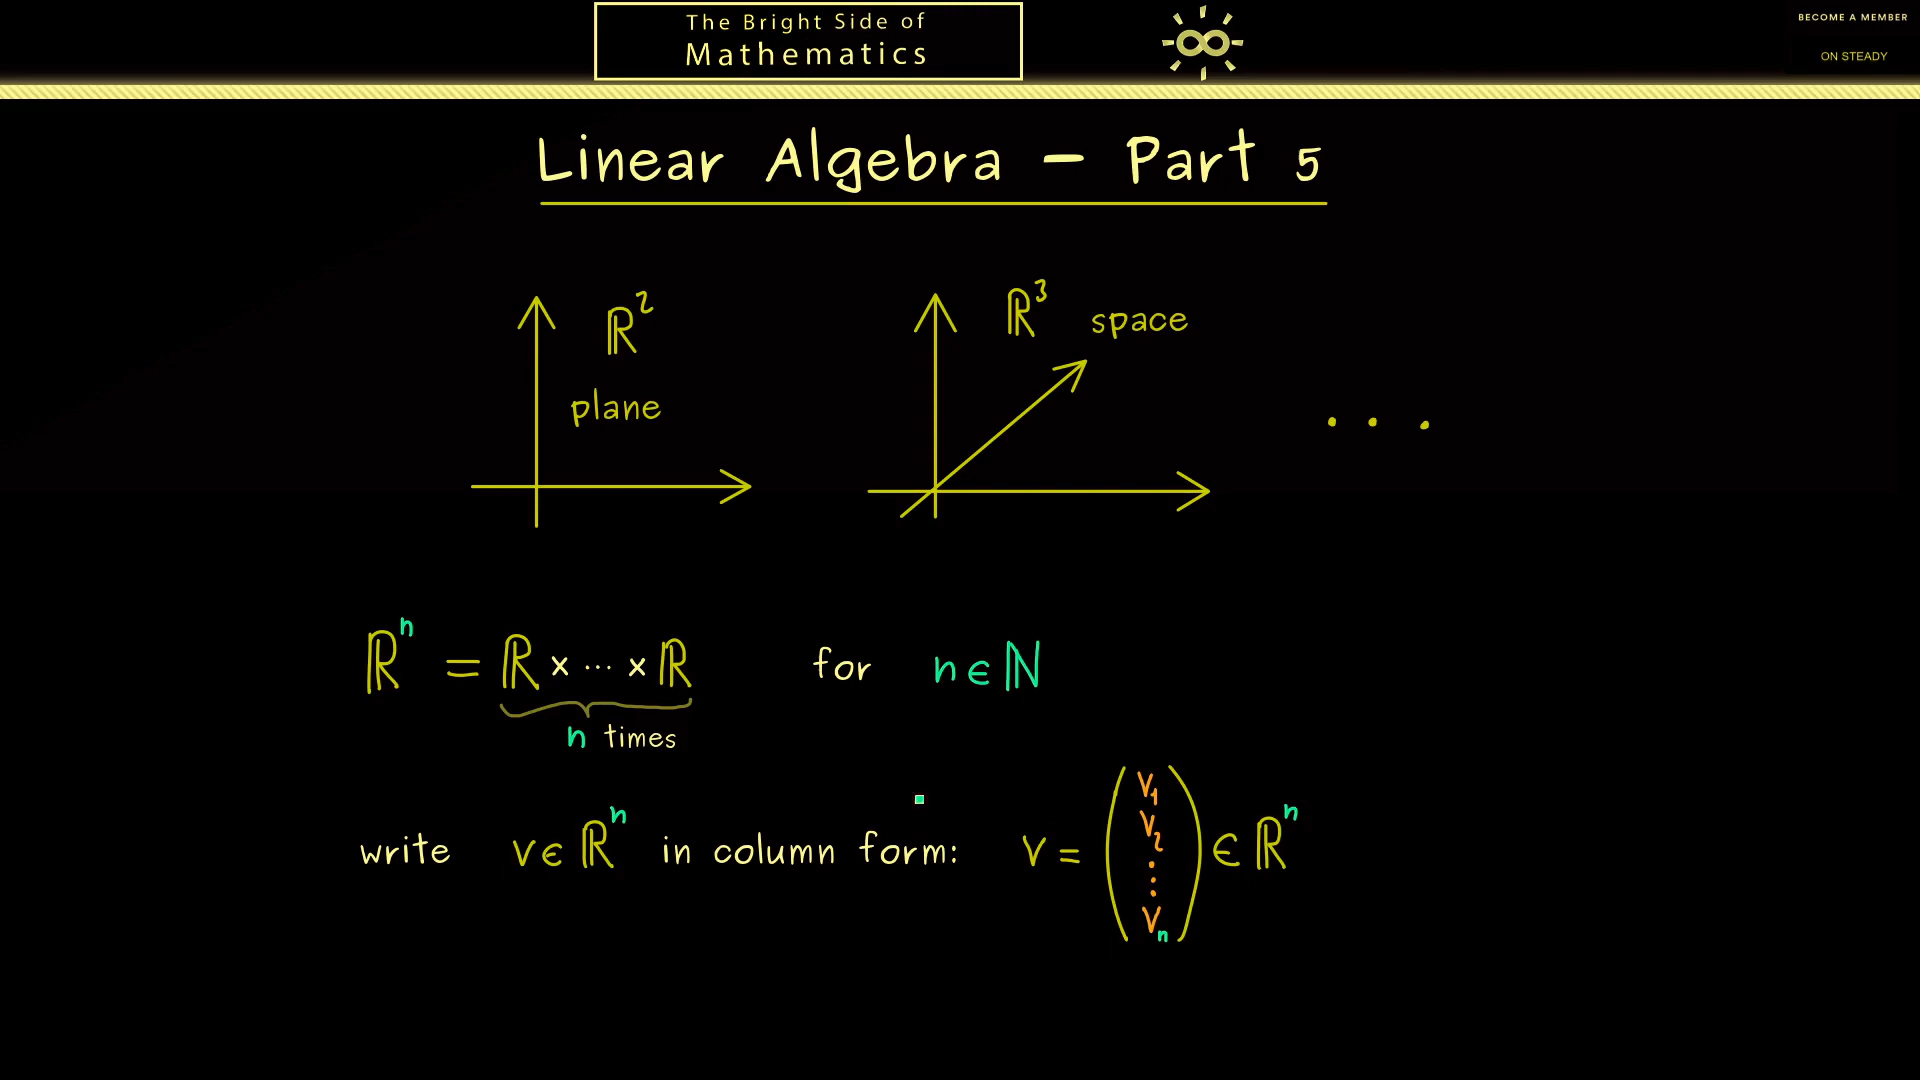 The Bright Side of
Mathematics
BECOME A MEMBER
ON STEADY
Linear Algebra – Part 5
ℝ² plane
ℝ³ space
. . .
ℝⁿ = ℝ × ··· × ℝ for n ∈ ℕ
n times
write v ∈ ℝⁿ in column form: v = (v₁ v₂ ⋮ vₙ) ∈ ℝⁿ